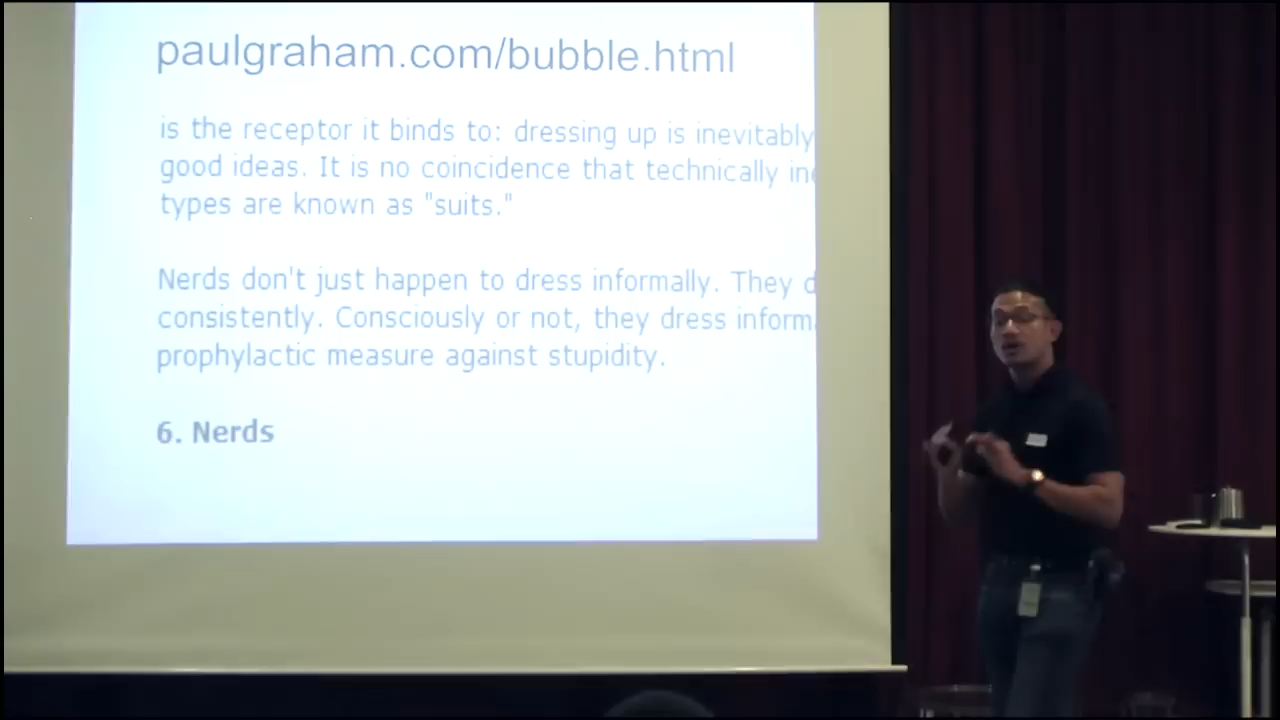 paulgraham.com/bubble.html
is the receptor it binds to: dressing up is inevitably
good ideas. It is no coincidence that technically
types are known as "suits."
Nerds don't just happen to dress informally. They
consistently. Consciously or not, they dress
prophylactic measure against stupidity.
6. Nerds